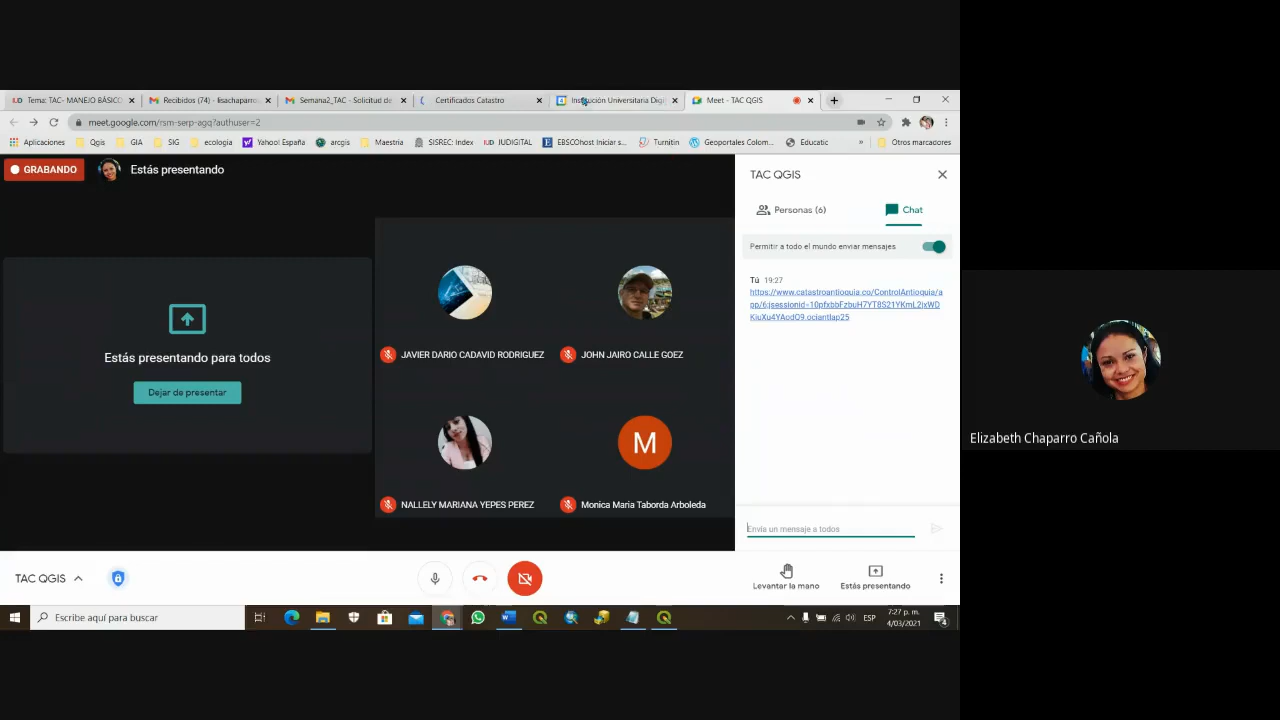 Tema: TAC- MANEJO BÁSICO
Recibidos (74) - lisachaparro
Semana2_TAC - Solicitud de
Certificados Catastro
Institución Universitaria Digi
Meet - TAC QGIS
meet.google.com/rsm-serp-agq?authuser=2
Aplicaciones
Qgis
GIA
SIG
ecologia
Yahoo! España
arcgis
Maestria
SISREC: Index
IUDIGITAL
EBSCOhost Iniciar s...
Turnitin
Geoportales Colom...
Educatic
»
Otros marcadores
GRABANDO
Estás presentando
TAC QGIS
Personas (6)
Chat
Permitir a todo el mundo enviar mensajes
Tú 19:27
Estás presentando para todos
Dejar de presentar
JAVIER DARIO CADAVID RODRIGUEZ
JOHN JAIRO CALLE GOEZ
M
NALLELY MARIANA YEPES PEREZ
Monica Maria Taborda Arboleda
Elizabeth Chaparro Cañola
Envía un mensaje a todos
TAC QGIS
Levantar la mano
Estás presentando
Escribe aquí para buscar
ESP
7:27 p. m.
4/03/2021
4